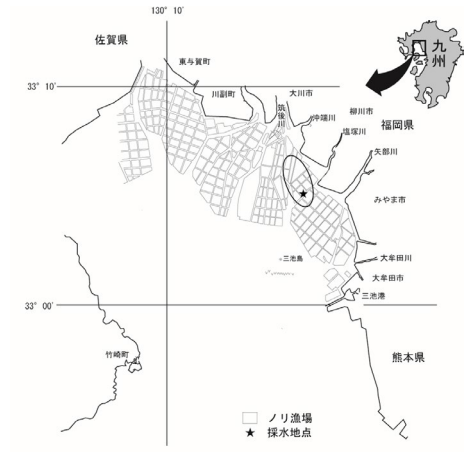 130° 10′
佐賀県
九州
東与賀町
33° 10′
川副町
大川市
筑後川
沖端川
柳川市
福岡県
塩塚川
矢部川
みやま市
三池島
大牟田川
大牟田市
三池港
33° 00′
竹崎町
熊本県
ノリ漁場
★ 採水地点